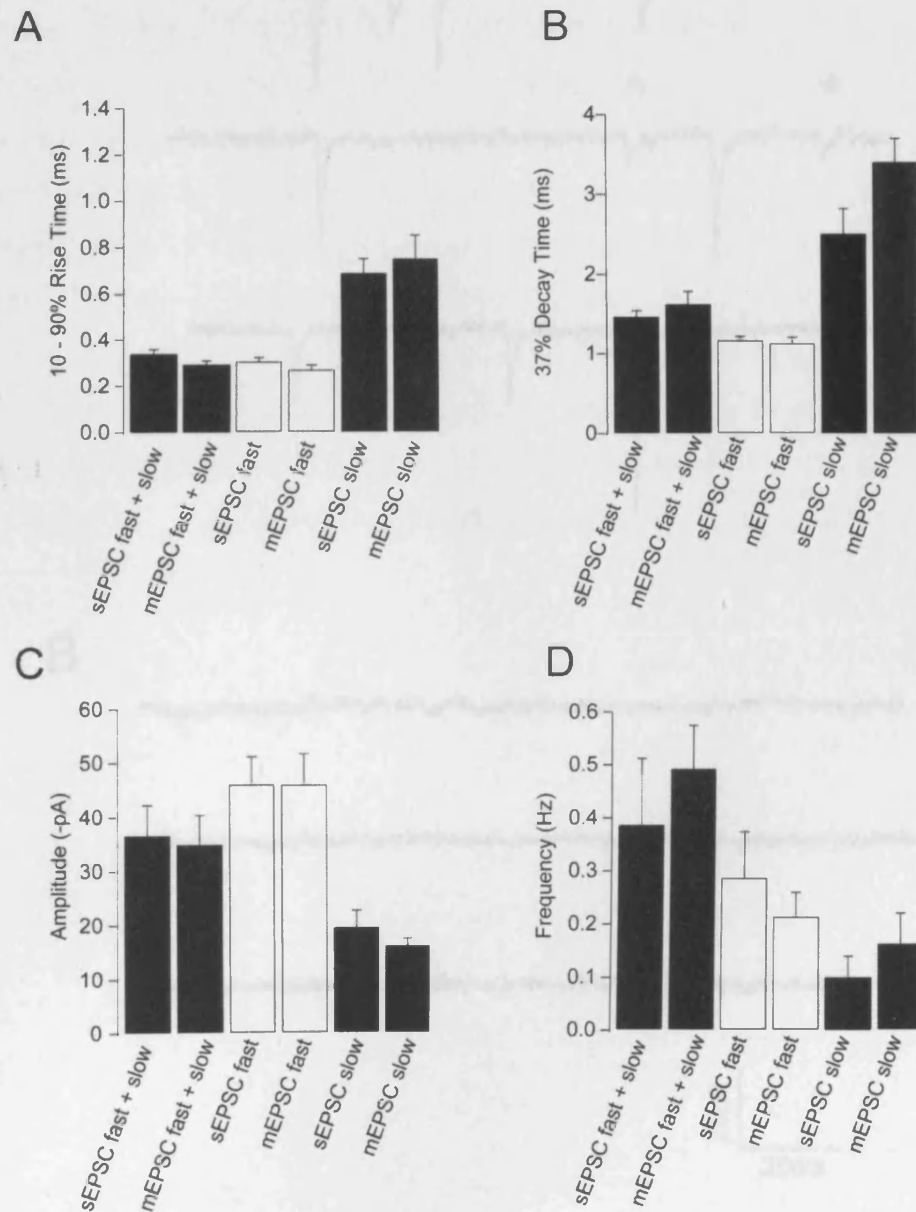 A
1.4
1.2
1.0
0.8
0.6
0.4
0.2
0.0
10 - 90% Rise Time (ms)
sEPSC fast + slow
mEPSC fast + slow
sEPSC fast
mEPSC fast
sEPSC slow
mEPSC slow
B
4
3
2
1
0
37% Decay Time (ms)
sEPSC fast + slow
mEPSC fast + slow
sEPSC fast
mEPSC fast
sEPSC slow
mEPSC slow
C
60
50
40
30
20
10
0
Amplitude (-pA)
sEPSC fast + slow
mEPSC fast + slow
sEPSC fast
mEPSC fast
sEPSC slow
mEPSC slow
D
0.6
0.5
0.4
0.3
0.2
0.1
0.0
Frequency (Hz)
sEPSC fast + slow
mEPSC fast + slow
sEPSC fast
mEPSC fast
sEPSC slow
mEPSC slow